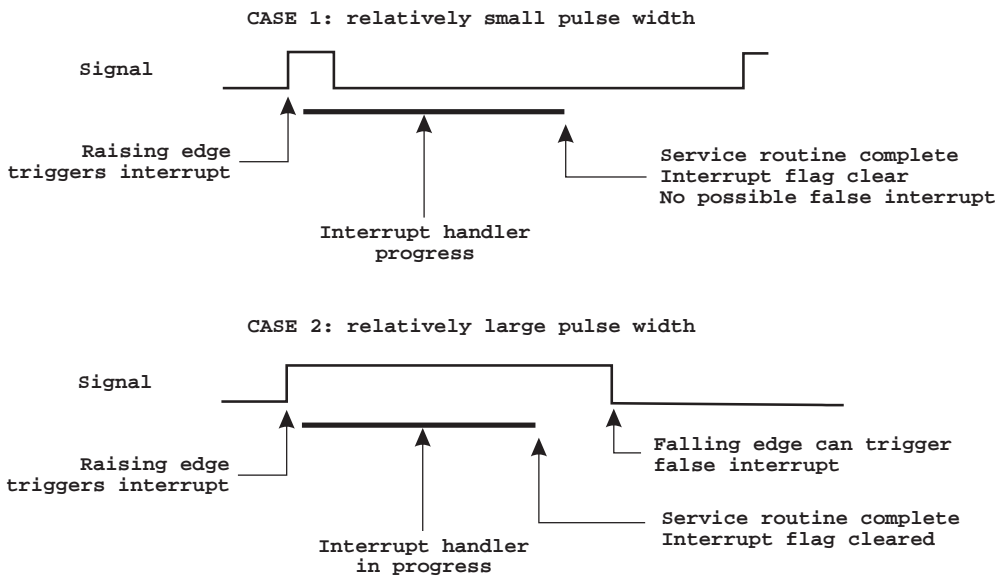 CASE 1: relatively small pulse width
Signal
Raising edge
triggers interrupt
Service routine complete
Interrupt flag clear
No possible false interrupt
Interrupt handler
progress
CASE 2: relatively large pulse width
Signal
Raising edge
triggers interrupt
Falling edge can trigger
false interrupt
Service routine complete
Interrupt flag cleared
Interrupt handler
in progress